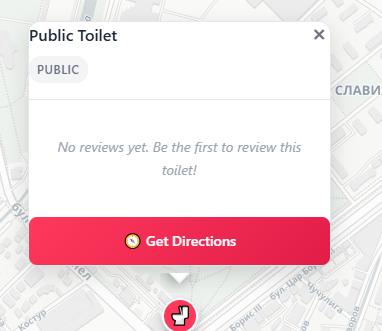 Public Toilet
×
PUBLIC
СЛАВИ
No reviews yet. Be the first to review this
toilet!
Get Directions
бул.
бул. Цар Бори
Чучулига
Борис III
Костур